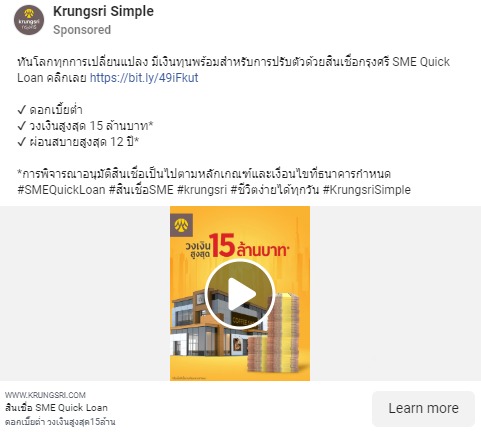 Krungsri Simple
Sponsored
krungsri
กรุงศรี
ทันโลกทุกการเปลี่ยนแปลง มีเงินทุนพร้อมสำหรับการปรับตัวด้วยสินเชื่อกรุงศรี SME Quick
Loan คลิกเลย https://bit.ly/49iFkut
✓ ดอกเบี้ยต่ำ
✓ วงเงินสูงสุด 15 ล้านบาท*
✓ ผ่อนสบายสูงสุด 12 ปี*
*การพิจารณาอนุมัติสินเชื่อเป็นไปตามหลักเกณฑ์และเงื่อนไขที่ธนาคารกำหนด
#SMEQuickLoan #สินเชื่อSME #krungsri #ชีวิตง่ายได้ทุกวัน #KrungsriSimple
วงเงิน
สูงสุด 15 ล้านบาท*
WWW.KRUNGSRI.COM
สินเชื่อ SME Quick Loan
ดอกเบี้ยต่ำ วงเงินสูงสุด15ล้าน
Learn more